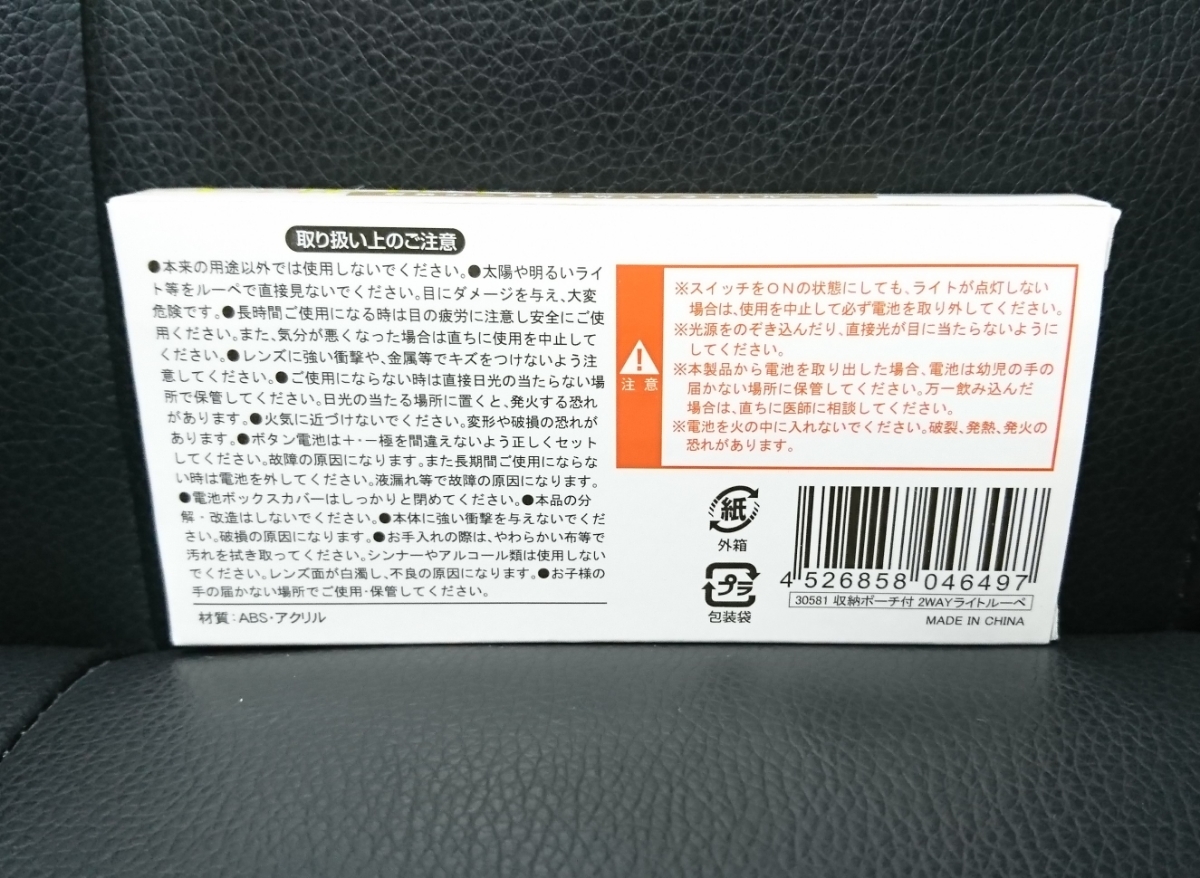 取り扱い上のご注意
●本来の用途以外では使用しないでください。●太陽や明るいライ
ト等をルーペで直接見ないでください。目にダメージを与え、大変
危険です。●長時間ご使用になる時は目の疲労に注意し安全にご使
用ください。また、気分が悪くなった場合は直ちに使用を中止して
ください。●レンズに強い衝撃や、金属等でキズをつけないよう注
意してください。●ご使用にならない時は直接日光の当たらない場
所で保管してください。日光の当たる場所に置くと、発火する恐れ
があります。●火気に近づけないでください。変形や破損の恐れが
あります。●ボタン電池は＋・－極を間違えないよう正しくセット
してください。故障の原因になります。また長期間ご使用にならな
い時は電池を外してください。液漏れ等で故障の原因になります。
●電池ボックスカバーはしっかりと閉めてください。●本品の分
解・改造はしないでください。●本体に強い衝撃を与えないでくだ
さい。破損の原因になります。●お手入れの際は、やわらかい布等で
汚れを拭き取ってください。シンナーやアルコール類は使用しない
でください。レンズ面が白濁し、不良の原因になります。●お子様の
手の届かない場所でご使用・保管してください。
材質：ABS・アクリル
注意
※スイッチをONの状態にしても、ライトが点灯しない
場合は、使用を中止して必ず電池を取り外してください。
※光源をのぞき込んだり、直接光が目に当たらないように
してください。
※本製品から電池を取り出した場合、電池は幼児の手の
届かない場所に保管してください。万一飲み込んだ
場合は、直ちに医師に相談してください。
※電池を火の中に入れないでください。破裂、発熱、発火の
恐れがあります。
紙
外箱
プラ
包装袋
4 526858 046497
30581 収納ポーチ付 2WAYライトルーペ
MADE IN CHINA